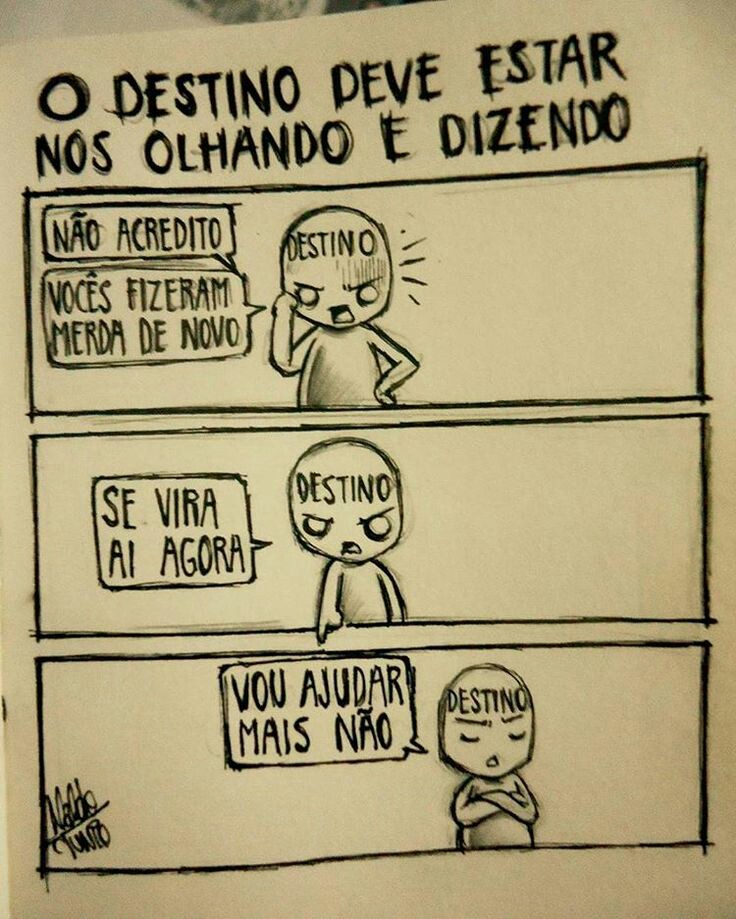 O DESTINO DEVE ESTAR
NOS OLHANDO E DIZENDO
NÃO ACREDITO
DESTINO
VOCÊS FIZERAM
MERDA DE NOVO
DESTINO
SE VIRA
AI AGORA
VOU AJUDAR
MAIS NÃO
DESTINO